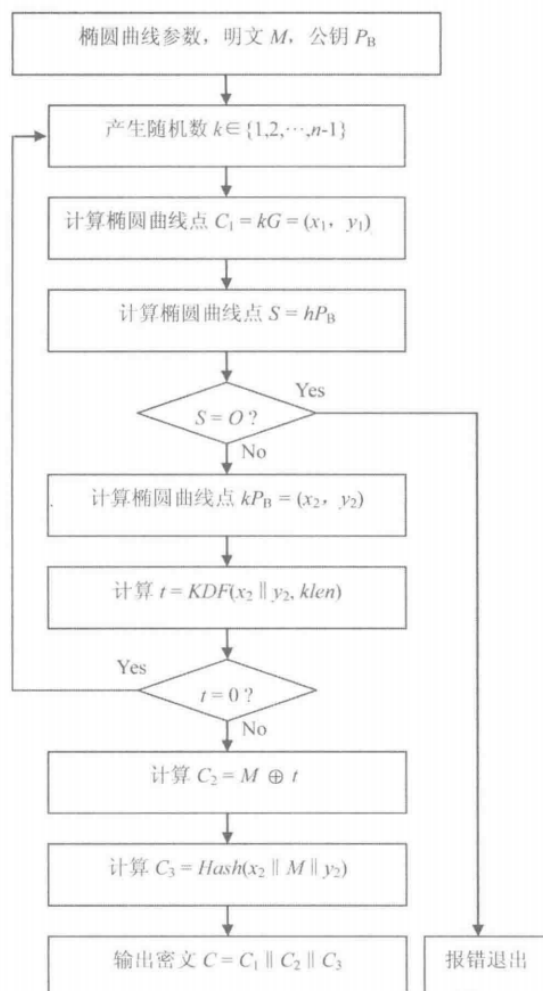 椭圆曲线参数，明文 M，公钥 P_B
产生随机数 k∈{1,2,⋯,n-1}
计算椭圆曲线点 C₁ = kG = (x₁，y₁)
计算椭圆曲线点 S = hP_B
Yes
S = O ?
No
计算椭圆曲线点 kP_B = (x₂，y₂)
计算 t = KDF(x₂ ∥ y₂, klen)
Yes
t = 0 ?
No
计算 C₂ = M ⊕ t
计算 C₃ = Hash(x₂ ∥ M ∥ y₂)
输出密文 C = C₁ ∥ C₂ ∥ C₃
报错退出